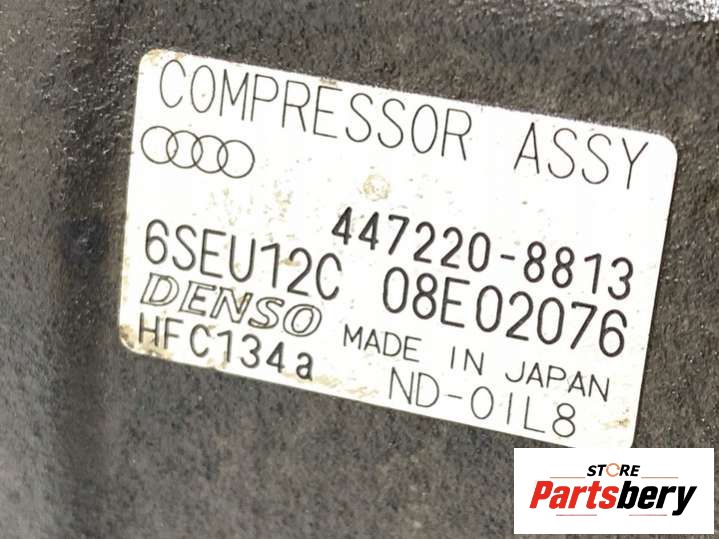 COMPRESSOR ASSY
447220-8813
6SEU12C 08E02076
DENSO MADE IN JAPAN
HFC134a ND-OIL8
STORE
Partsbery